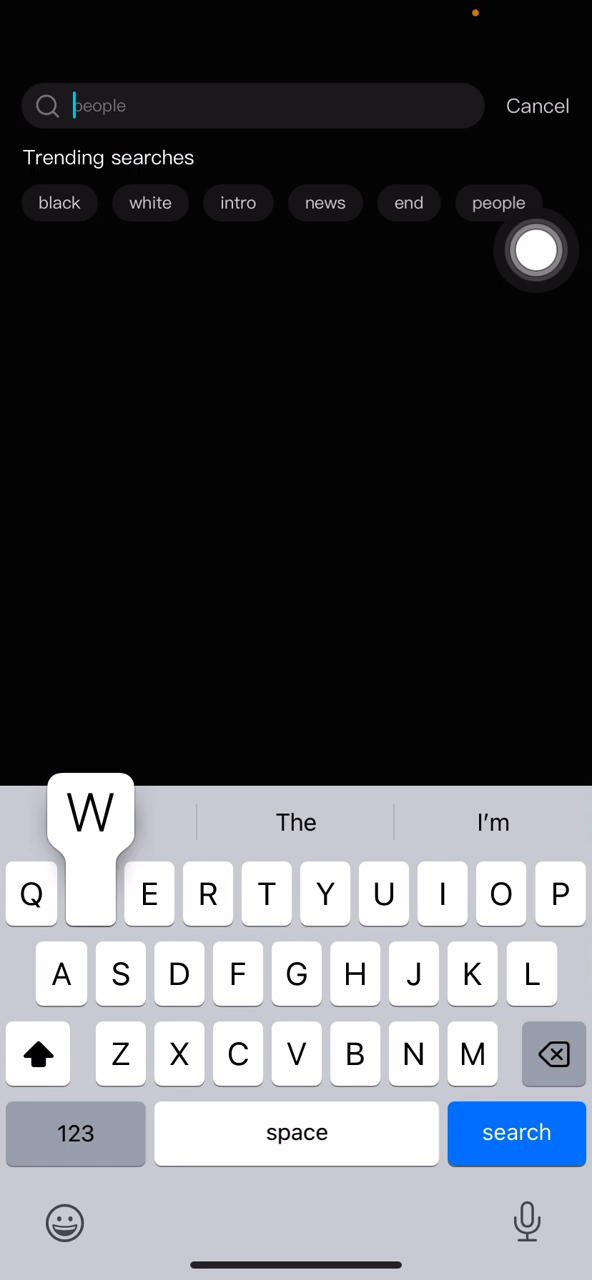 people
Cancel
Trending searches
black white intro news end people
W
The I'm
Q E R T Y U I O P
A S D F G H J K L
Z X C V B N M
123 space search